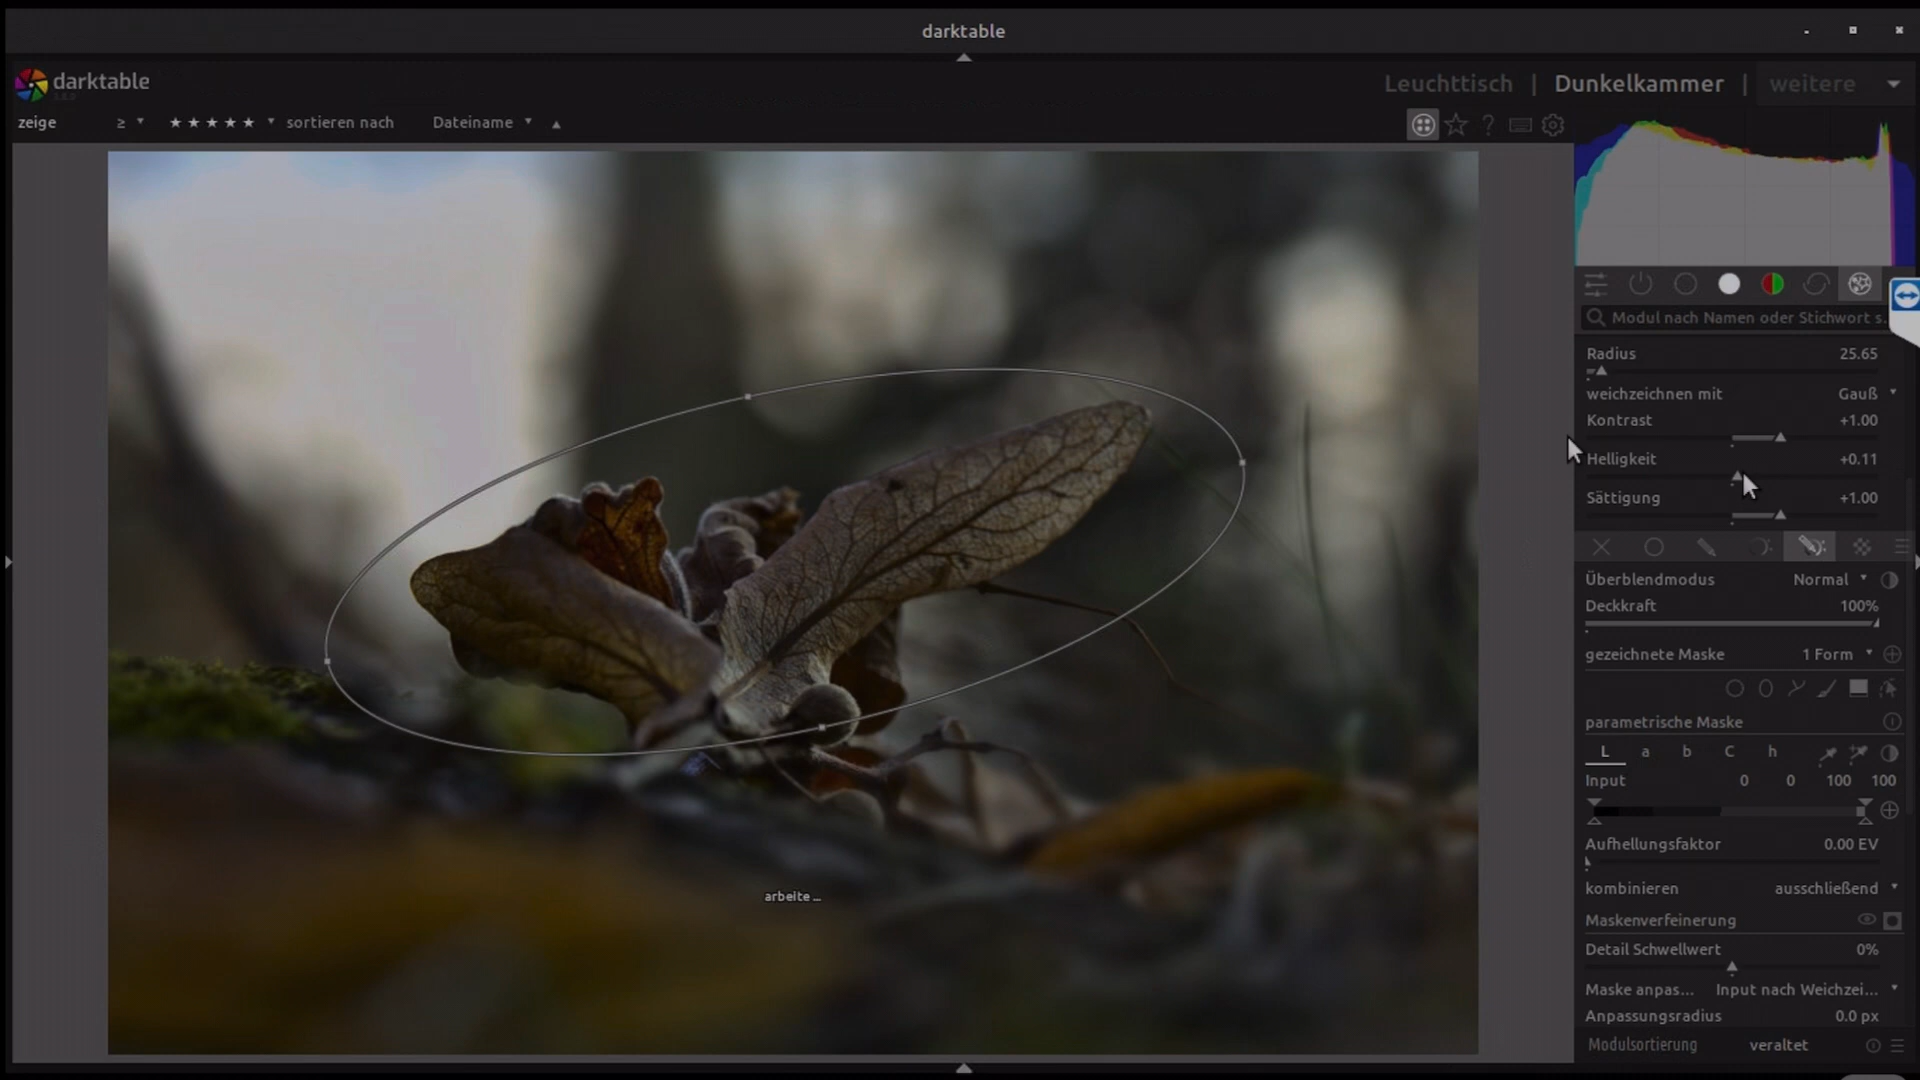 darktable
darktable
Leuchttisch | Dunkelkammer | weitere
zeige ≥ ★ ★ ★ ★ ★ sortieren nach Dateiname
Modul nach Namen oder Stichwort s.
Radius 25.65
weichzeichnen mit Gauß
Kontrast +1.00
Helligkeit +0.11
Sättigung +1.00
Überblendmodus Normal
Deckkraft 100%
gezeichnete Maske 1 Form
parametrische Maske
L a b C h
Input 0 0 100 100
Aufhellungsfaktor 0.00 EV
kombinieren ausschließend
arbeite ...
Maskenverfeinerung
Detail Schwellwert 0%
Maske anpas... Input nach Weichzei...
Anpassungsradius 0.0 px
Modulsortierung veraltet